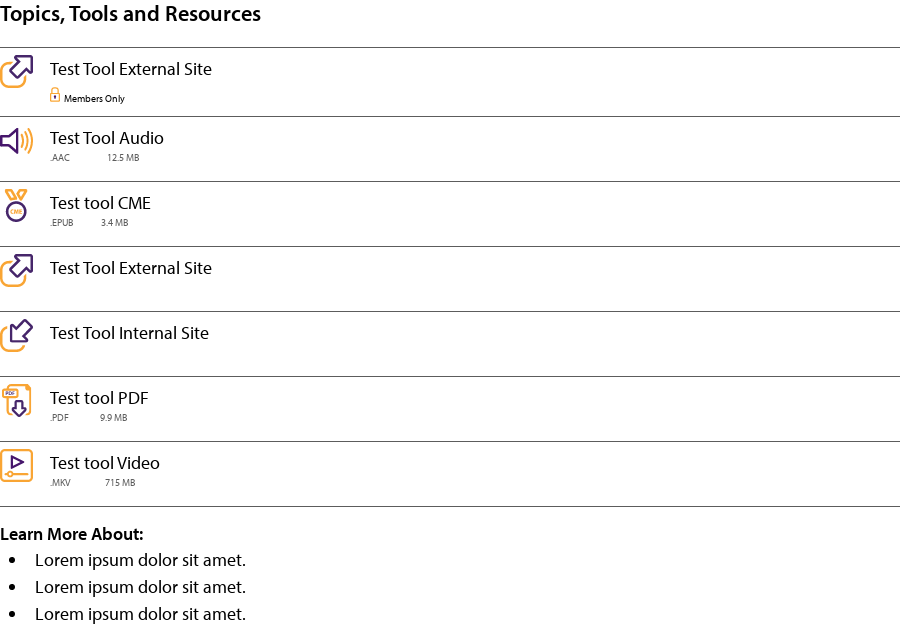 Topics, Tools and Resources
Test Tool External Site
Members Only
Test Tool Audio
.AAC 12.5 MB
CME
Test tool CME
.EPUB 3.4 MB
Test Tool External Site
Test Tool Internal Site
PDF
Test tool PDF
.PDF 9.9 MB
Test tool Video
.MKV 715 MB
Learn More About:
• Lorem ipsum dolor sit amet.
• Lorem ipsum dolor sit amet.
• Lorem ipsum dolor sit amet.